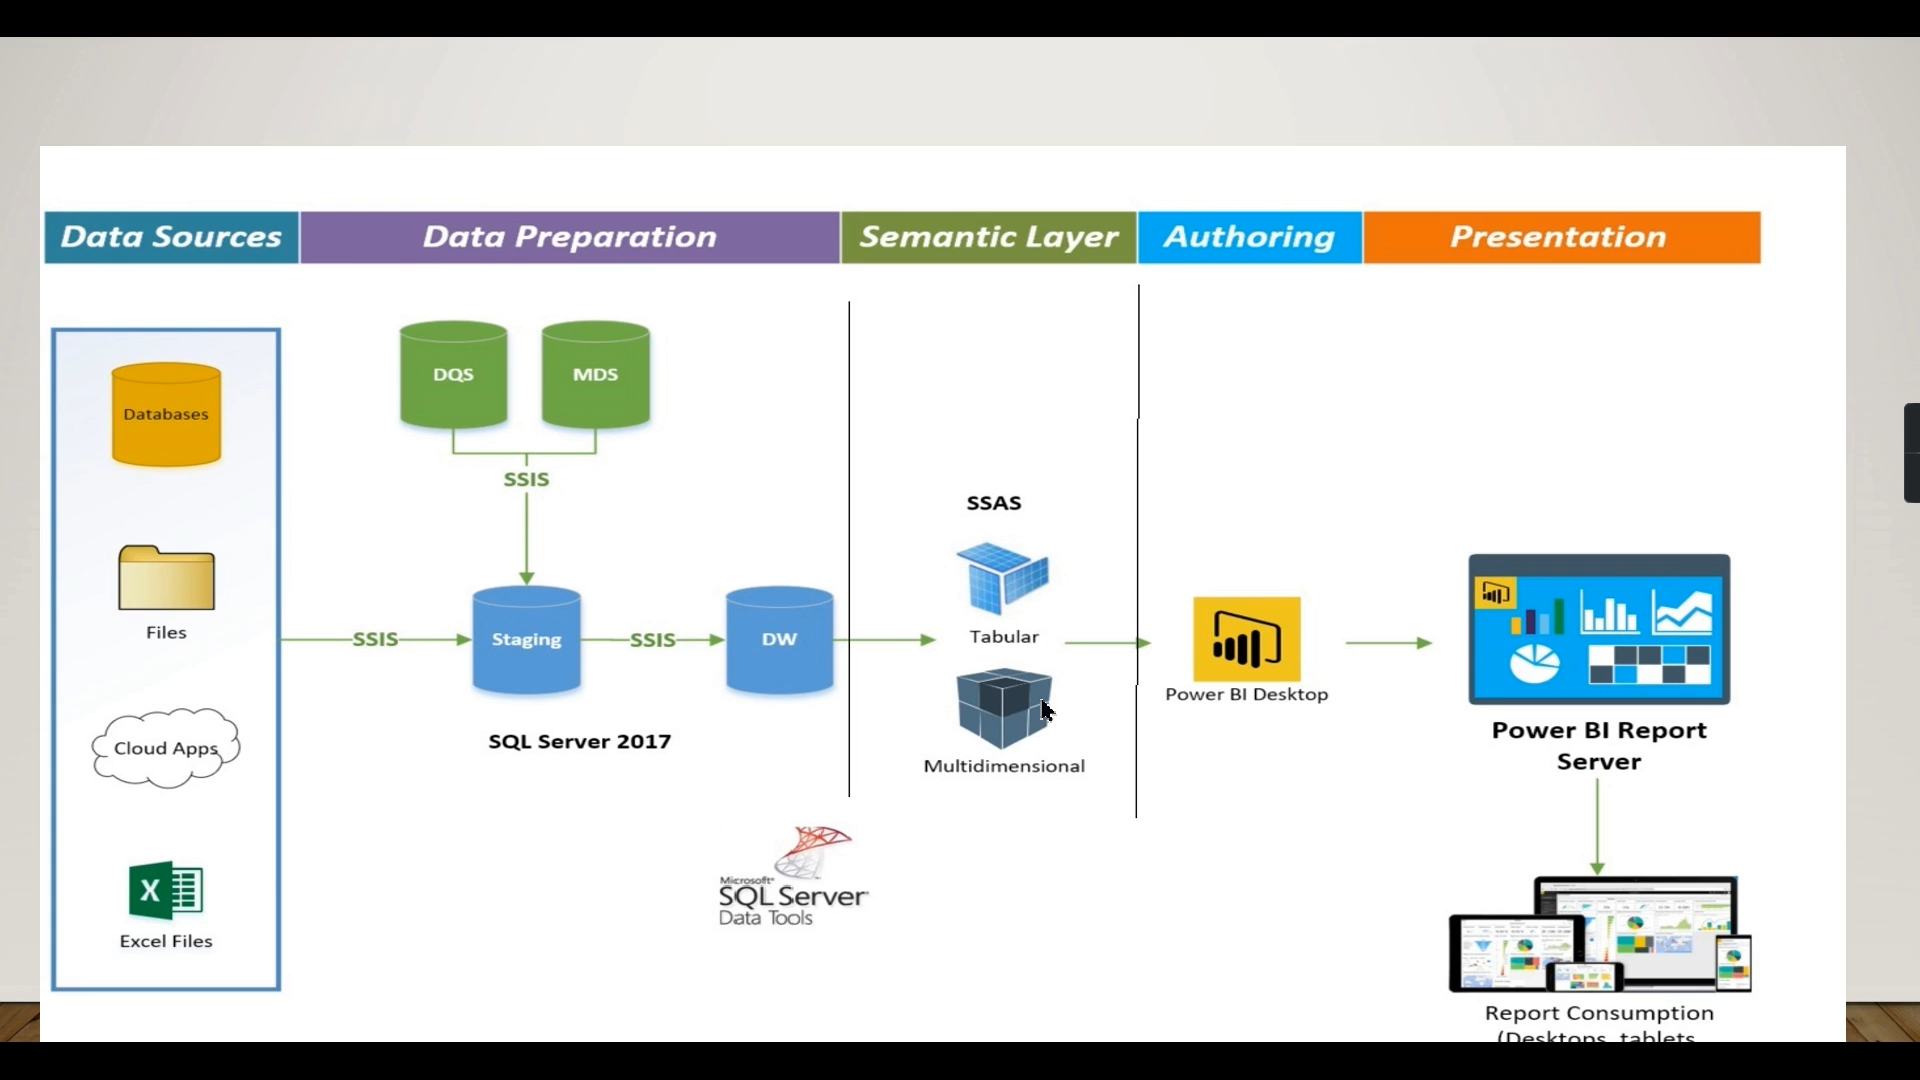 Data Sources
Data Preparation
Semantic Layer
Authoring
Presentation
Databases
Files
Cloud Apps
X
Excel Files
DQS
MDS
SSIS
SSIS
Staging
SSIS
DW
SQL Server 2017
Microsoft®
SQL Server
Data Tools
SSAS
Tabular
Multidimensional
Power BI Desktop
Power BI Report
Server
Report Consumption
(Desktops, tablets,